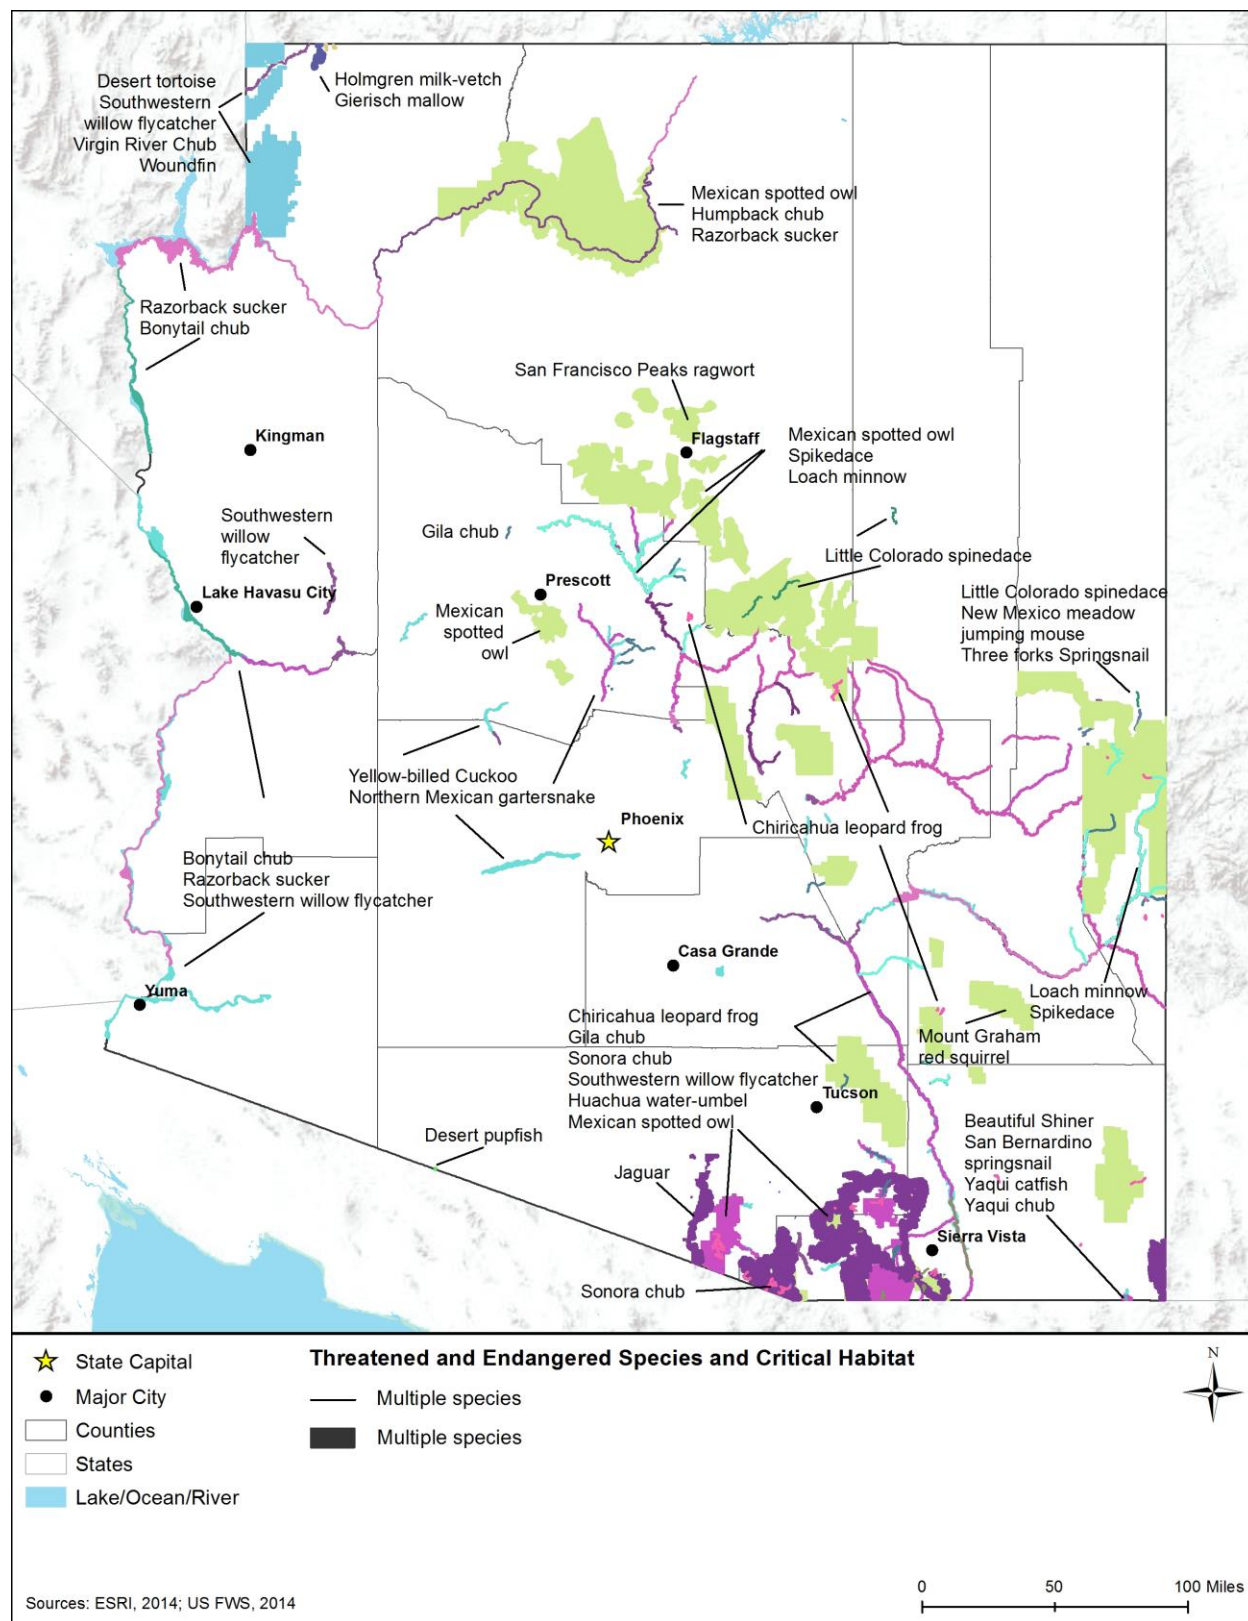 Desert tortoise
Southwestern
willow flycatcher
Virgin River Chub
Woundfin
Holmgren milk-vetch
Gierisch mallow
Mexican spotted owl
Humpback chub
Razorback sucker
Razorback sucker
Bonytail chub
San Francisco Peaks ragwort
Kingman
Flagstaff
Mexican spotted owl
Spikedace
Loach minnow
Southwestern
willow
flycatcher
Gila chub
Little Colorado spinedace
Lake Havasu City
Prescott
Mexican
spotted
owl
Little Colorado spinedace
New Mexico meadow
jumping mouse
Three forks Springsnail
Yellow-billed Cuckoo
Northern Mexican gartersnake
Phoenix
Chiricahua leopard frog
Bonytail chub
Razorback sucker
Southwestern willow flycatcher
Casa Grande
Yuma
Loach minnow
Spikedace
Mount Graham
red squirrel
Chiricahua leopard frog
Gila chub
Sonora chub
Southwestern willow flycatcher
Huachua water-umbel
Mexican spotted owl
Tucson
Desert pupfish
Jaguar
Beautiful Shiner
San Bernardino
springsnail
Yaqui catfish
Yaqui chub
Sierra Vista
Sonora chub
State Capital
Major City
Counties
States
Lake/Ocean/River
Threatened and Endangered Species and Critical Habitat
Multiple species
Multiple species
N
0 50 100 Miles
Sources: ESRI, 2014; US FWS, 2014